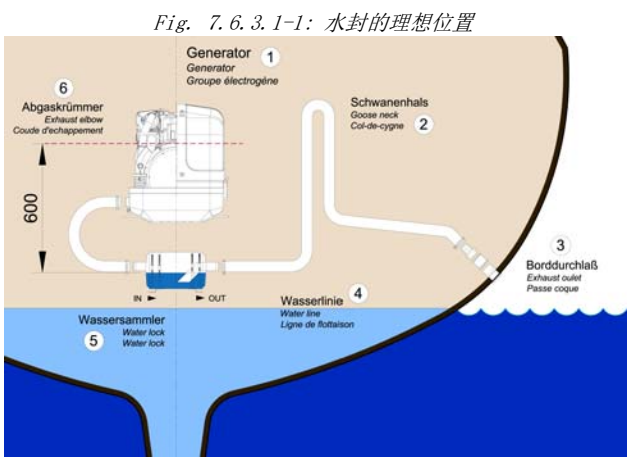 Fig. 7.6.3.1-1: 水封的理想位置
Generator 1
Generator
Groupe électrogéne
6
Abgaskrümmer
Exhaust elbow
Coude d'echappement
Schwanenhals
Goose neck 2
Col-de-cygne
600
3
Borddurchlaß
Exhaust oulet
Passe coque
IN OUT
Wasserlinie 4
Water line
Ligne de flottaison
Wassersammler
Water lock
5 Water lock